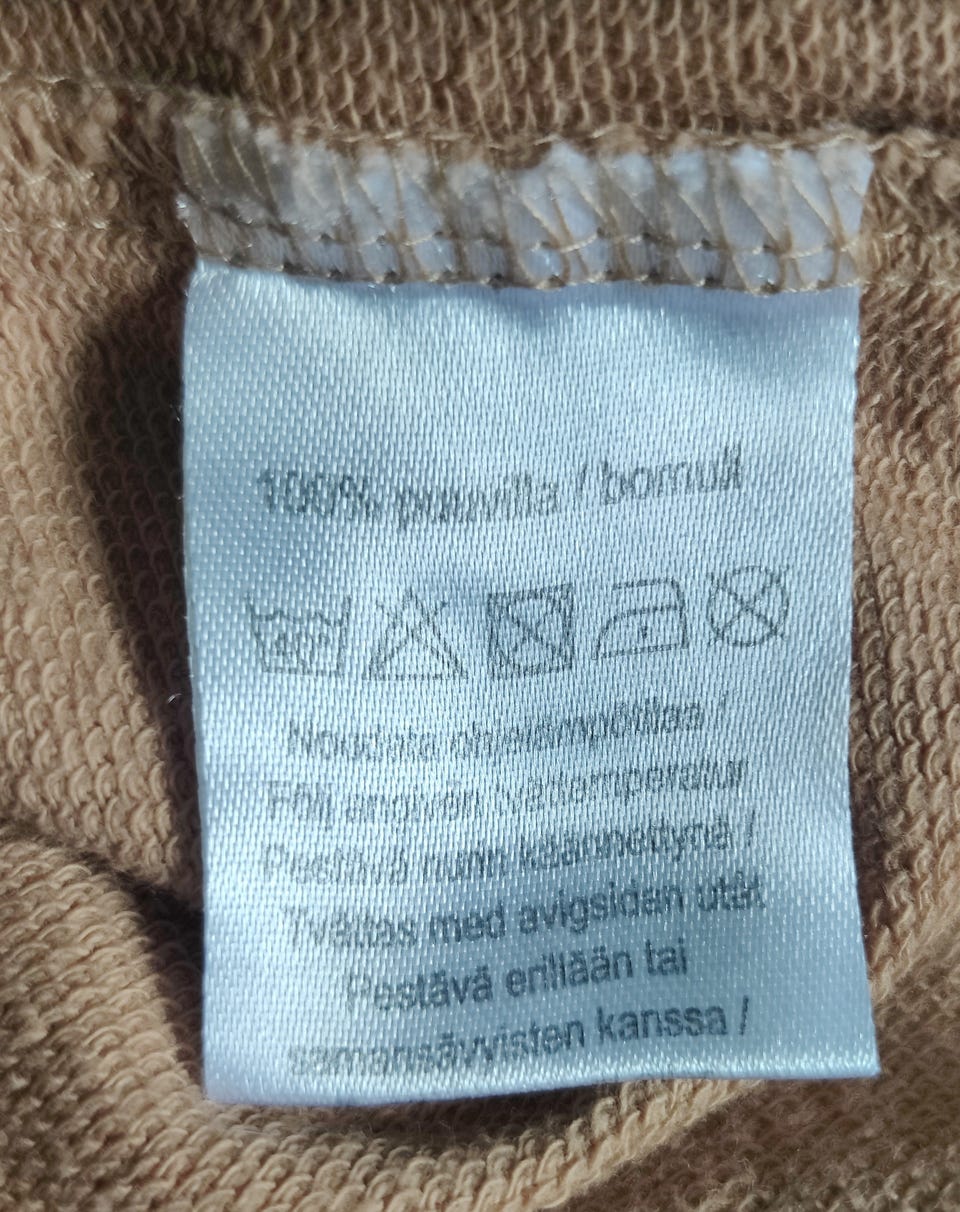 100% puuvilla / bomull
40°
Noudata ohjelämpötilaa /
Följ angiven tvättemperatur
Pestävä nurin käännettynä /
Tvättas med avigsidan utåt
Pestävä erillään tai
samansävyisten kanssa /